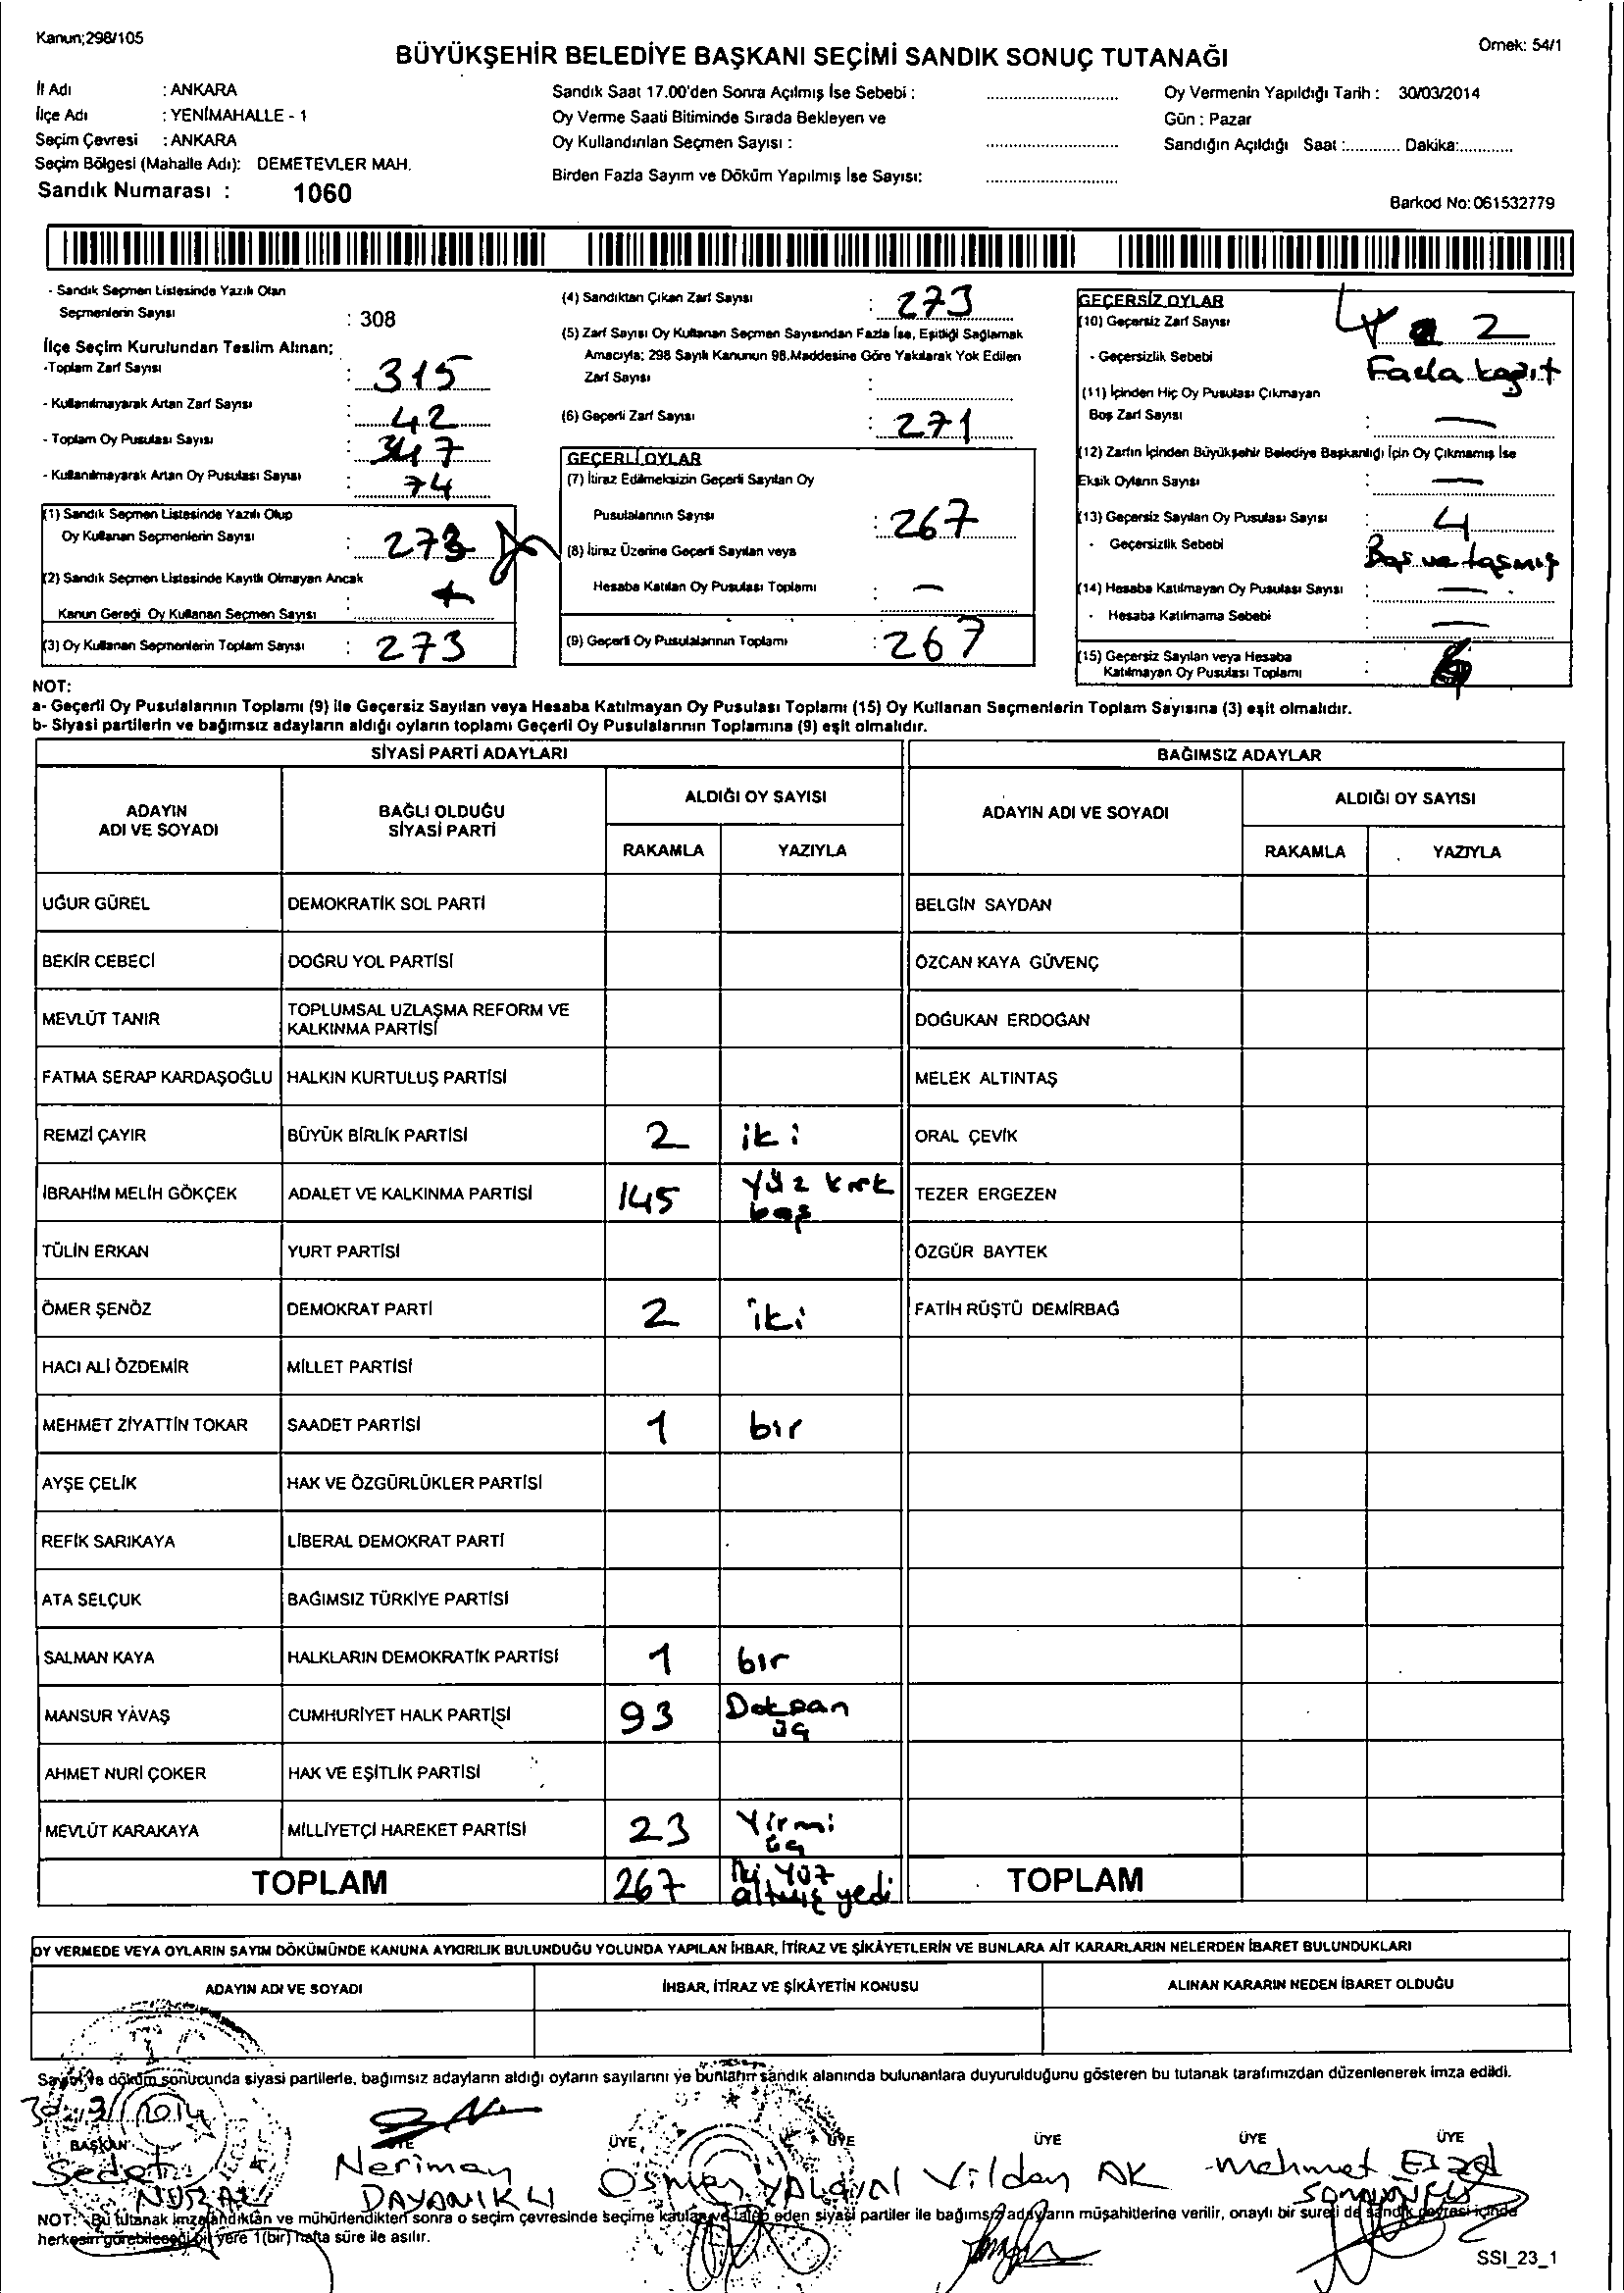 Kanun;298/105
Örnek: 54/1
BÜYÜKŞEHİR BELEDİYE BAŞKANI SEÇİMİ SANDIK SONUÇ TUTANAĞI
İl Adı : ANKARA
İlçe Adı : YENİMAHALLE - 1
Seçim Çevresi : ANKARA
Seçim Bölgesi (Mahalle Adı): DEMETEVLER MAH.
Sandık Numarası : 1060
Sandık Saat 17.00'den Sonra Açılmış İse Sebebi :
Oy Verme Saati Bitiminde Sırada Bekleyen ve
Oy Kullandırılan Seçmen Sayısı :
Birden Fazla Sayım ve Döküm Yapılmış İse Sayısı:
Oy Vermenin Yapıldığı Tarih : 30/03/2014
Gün : Pazar
Sandığın Açıldığı Saat :............ Dakika:............
Barkod No: 061532779
- Sandık Seçmen Listesinde Yazılı Olan
Seçmenlerin Sayısı : 308
İlçe Seçim Kurulundan Teslim Alınan;
-Toplam Zarf Sayısı : 315
- Kullanılmayarak Artan Zarf Sayısı : 42
- Toplam Oy Pusulası Sayısı : 347
- Kullanılmayarak Artan Oy Pusulası Sayısı : 74
(1) Sandık Seçmen Listesinde Yazılı Olup
Oy Kullanan Seçmenlerin Sayısı : 273
(2) Sandık Seçmen Listesinde Kayıtlı Olmayan Ancak
Kanun Gereği Oy Kullanan Seçmen Sayısı :
(3) Oy Kullanan Seçmenlerin Toplam Sayısı : 273
(4) Sandıktan Çıkan Zarf Sayısı : 273
(5) Zarf Sayısı Oy Kullanan Seçmen Sayısından Fazla İse, Eşitliği Sağlamak
Amacıyla; 298 Sayılı Kanunun 98.Maddesine Göre Yakılarak Yok Edilen
Zarf Sayısı :
(6) Geçerli Zarf Sayısı : 271
GEÇERLİ OYLAR
(7) İtiraz Edilmeksizin Geçerli Sayılan Oy
Pusulalarının Sayısı : 267
(8) İtiraz Üzerine Geçerli Sayılan veya
Hesaba Katılan Oy Pusulası Toplamı : —
(9) Geçerli Oy Pusulalarının Toplamı : 267
GEÇERSİZ OYLAR
(10) Geçersiz Zarf Sayısı : 2
- Geçersizlik Sebebi Fazla kağıt
(11) İçinden Hiç Oy Pusulası Çıkmayan
Boş Zarf Sayısı : —
(12) Zarfın İçinden Büyükşehir Belediye Başkanlığı İçin Oy Çıkmamış İse
Eksik Oyların Sayısı : —
(13) Geçersiz Sayılan Oy Pusulası Sayısı : 4
- Geçersizlik Sebebi Boş ve taşmış
(14) Hesaba Katılmayan Oy Pusulası Sayısı : —
- Hesaba Katılmama Sebebi : —
(15) Geçersiz Sayılan veya Hesaba
Katılmayan Oy Pusulası Toplamı :
NOT:
a- Geçerli Oy Pusulalarının Toplamı (9) ile Geçersiz Sayılan veya Hesaba Katılmayan Oy Pusulası Toplamı (15) Oy Kullanan Seçmenlerin Toplam Sayısına (3) eşit olmalıdır.
b- Siyasi partilerin ve bağımsız adayların aldığı oyların toplamı Geçerli Oy Pusulalarının Toplamına (9) eşit olmalıdır.
SİYASİ PARTİ ADAYLARI BAĞIMSIZ ADAYLAR
ADAYIN
ADI VE SOYADI
BAĞLI OLDUĞU
SİYASİ PARTİ
ALDIĞI OY SAYISI
RAKAMLA YAZIYLA
ADAYIN ADI VE SOYADI
ALDIĞI OY SAYISI
RAKAMLA YAZIYLA
UĞUR GÜREL DEMOKRATİK SOL PARTİ BELGİN SAYDAN
BEKİR CEBECİ DOĞRU YOL PARTİSİ ÖZCAN KAYA GÜVENÇ
MEVLÜT TANIR TOPLUMSAL UZLAŞMA REFORM VE
KALKINMA PARTİSİ DOĞUKAN ERDOĞAN
FATMA SERAP KARDAŞOĞLU HALKIN KURTULUŞ PARTİSİ MELEK ALTINTAŞ
REMZİ ÇAYIR BÜYÜK BİRLİK PARTİSİ 2 iki ORAL ÇEVİK
İBRAHİM MELİH GÖKÇEK ADALET VE KALKINMA PARTİSİ 145 Yüz kırk
beş TEZER ERGEZEN
TÜLİN ERKAN YURT PARTİSİ ÖZGÜR BAYTEK
ÖMER ŞENÖZ DEMOKRAT PARTİ 2 iki FATİH RÜŞTÜ DEMİRBAĞ
HACI ALİ ÖZDEMİR MİLLET PARTİSİ
MEHMET ZİYATTİN TOKAR SAADET PARTİSİ 1 bir
AYŞE ÇELİK HAK VE ÖZGÜRLÜKLER PARTİSİ
REFİK SARIKAYA LİBERAL DEMOKRAT PARTİ
ATA SELÇUK BAĞIMSIZ TÜRKİYE PARTİSİ
SALMAN KAYA HALKLARIN DEMOKRATİK PARTİSİ 1 bır
MANSUR YAVAŞ CUMHURİYET HALK PARTİSİ 93 Doksan
üç
AHMET NURİ ÇOKER HAK VE EŞİTLİK PARTİSİ
MEVLÜT KARAKAYA MİLLİYETÇİ HAREKET PARTİSİ 23 Yirmi
üç
TOPLAM 267 İki yüz
altmış yedi TOPLAM
OY VERMEDE VEYA OYLARIN SAYIM DÖKÜMÜNDE KANUNA AYKIRILIK BULUNDUĞU YOLUNDA YAPILAN İHBAR, İTİRAZ VE ŞİKÂYETLERİN VE BUNLARA AİT KARARLARIN NELERDEN İBARET BULUNDUKLARI
ADAYIN ADI VE SOYADI İHBAR, İTİRAZ VE ŞİKÂYETİN KONUSU ALINAN KARARIN NEDEN İBARET OLDUĞU
Sayım ve döküm sonucunda siyasi partilerle, bağımsız adayların aldığı oyların sayılarını ve bunların sandık alanında bulunanlara duyurulduğunu gösteren bu tutanak tarafımızdan düzenlenerek imza edildi.
30/3/2014
BAŞKAN ÜYE ÜYE ÜYE ÜYE ÜYE ÜYE
Neriman Osman Vildan AK Mehmet
DAYANIKLI
NOT: Bu tutanak imzalandıktan ve mühürlendikten sonra o seçim çevresinde seçime katılan ve talep eden siyasi partiler ile bağımsız adayların müşahitlerine verilir, onaylı bir sureti de sandık çevresi içinde
herkesin görebileceği bir yere 1(bir) hafta süre ile asılır.
SSI_23_1